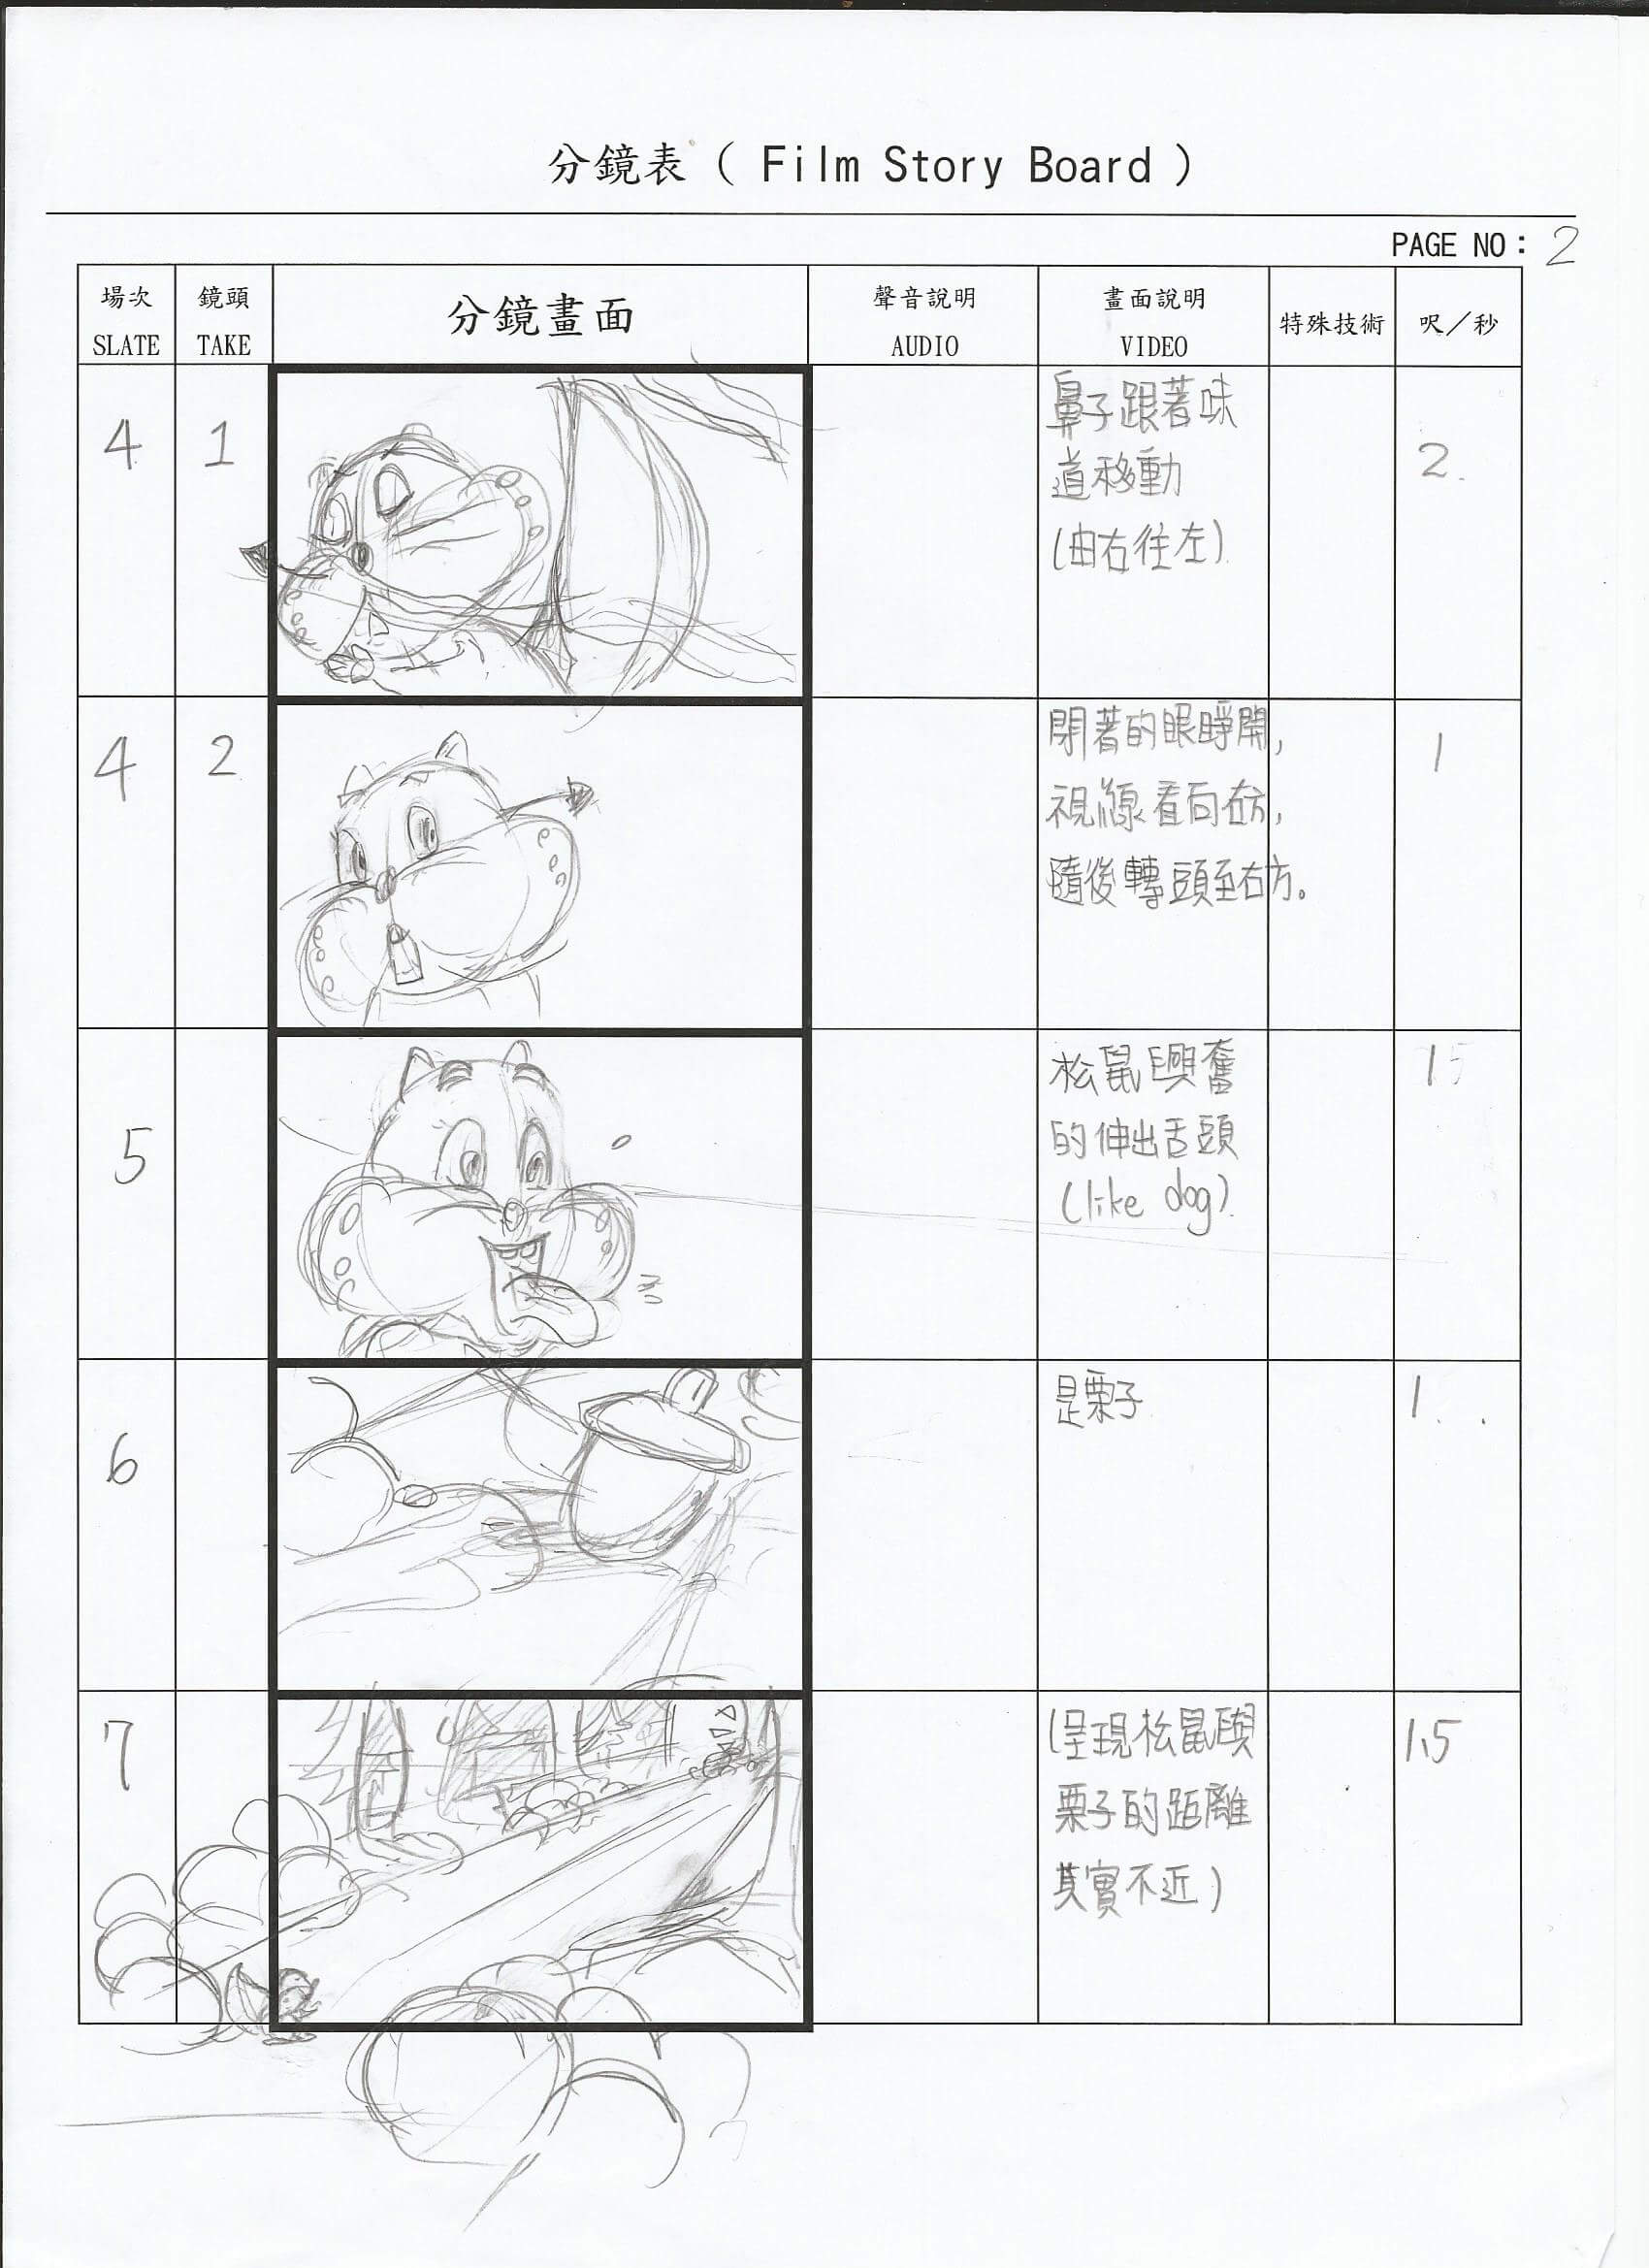 分鏡表 ( Film Story Board )
PAGE NO: 2
場次 鏡頭 分鏡畫面 聲音說明 畫面說明 特殊技術 呎／秒
SLATE TAKE AUDIO VIDEO
4 1 鼻子跟著味 2.
道移動
(由右往左).
4 2 閉著的眼睜開, 1
視線看向右方,
隨後轉頭至右方。
5 松鼠興奮 1
的伸出舌頭
(like dog).
6 是栗子 1.
7 (呈現松鼠與 1.5
栗子的距離
其實不近)